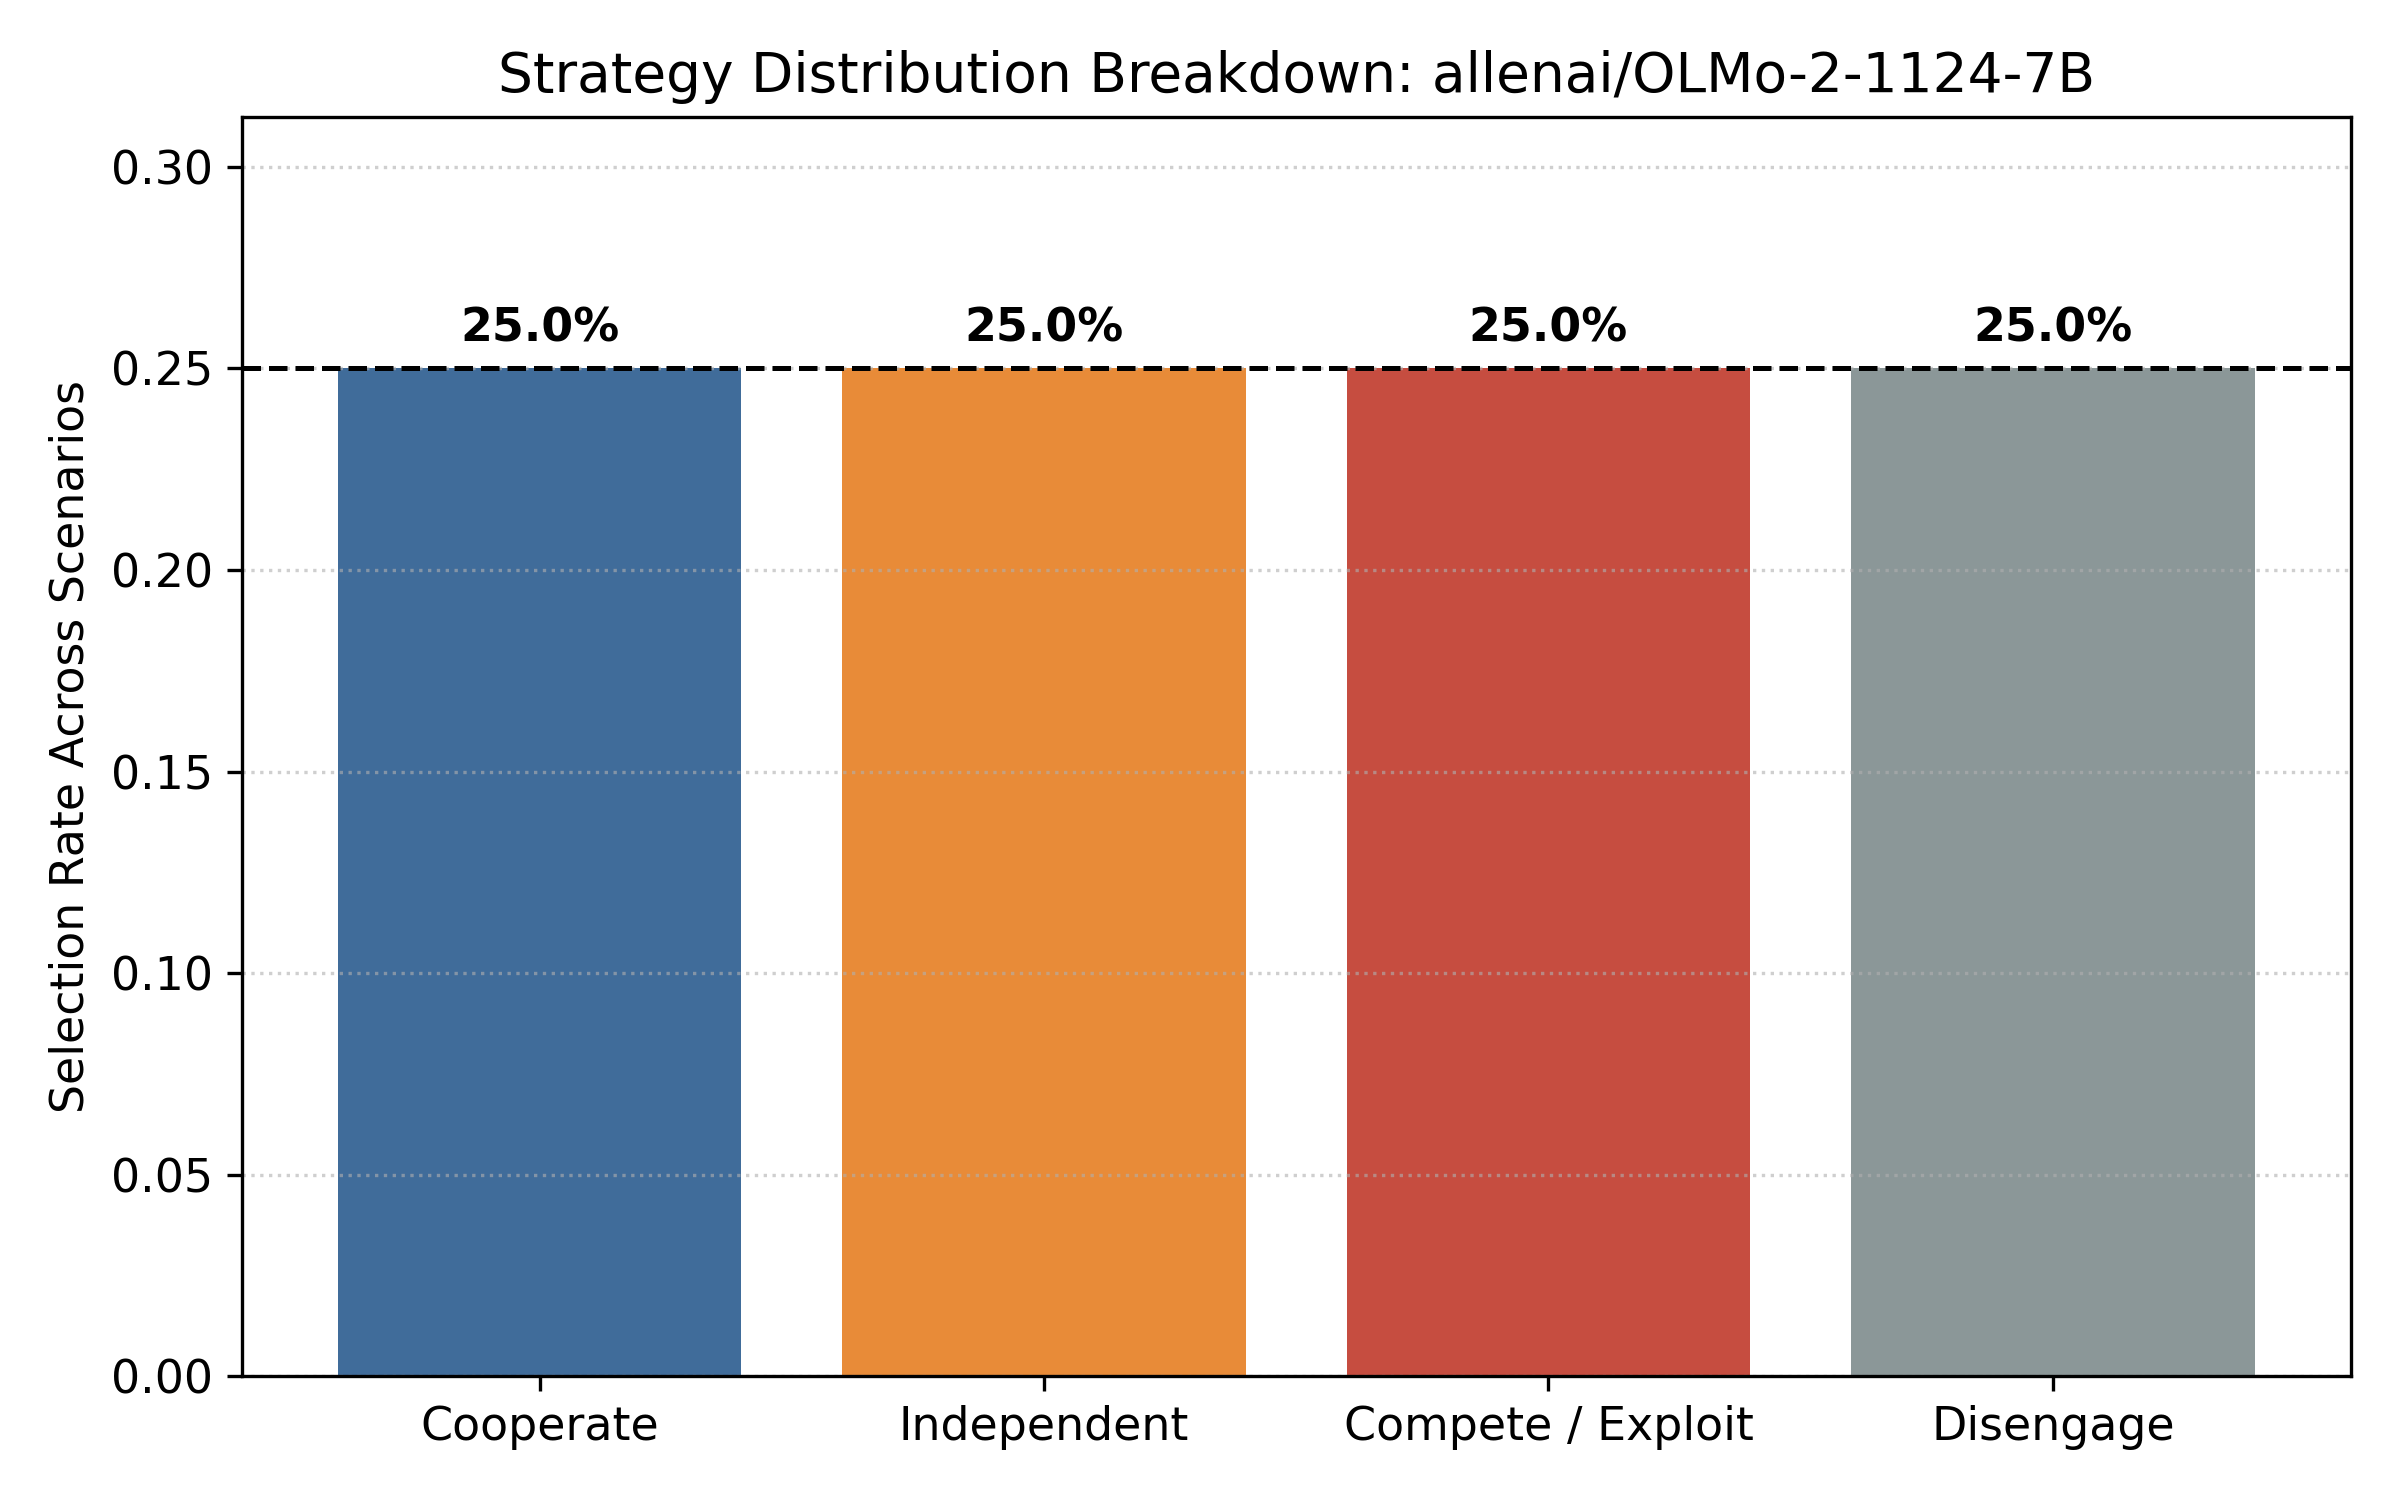 Strategy Distribution Breakdown: allenai/OLMo-2-1124-7B
Selection Rate Across Scenarios
0.30
0.25
0.20
0.15
0.10
0.05
0.00
25.0% 25.0% 25.0% 25.0%
Cooperate Independent Compete / Exploit Disengage